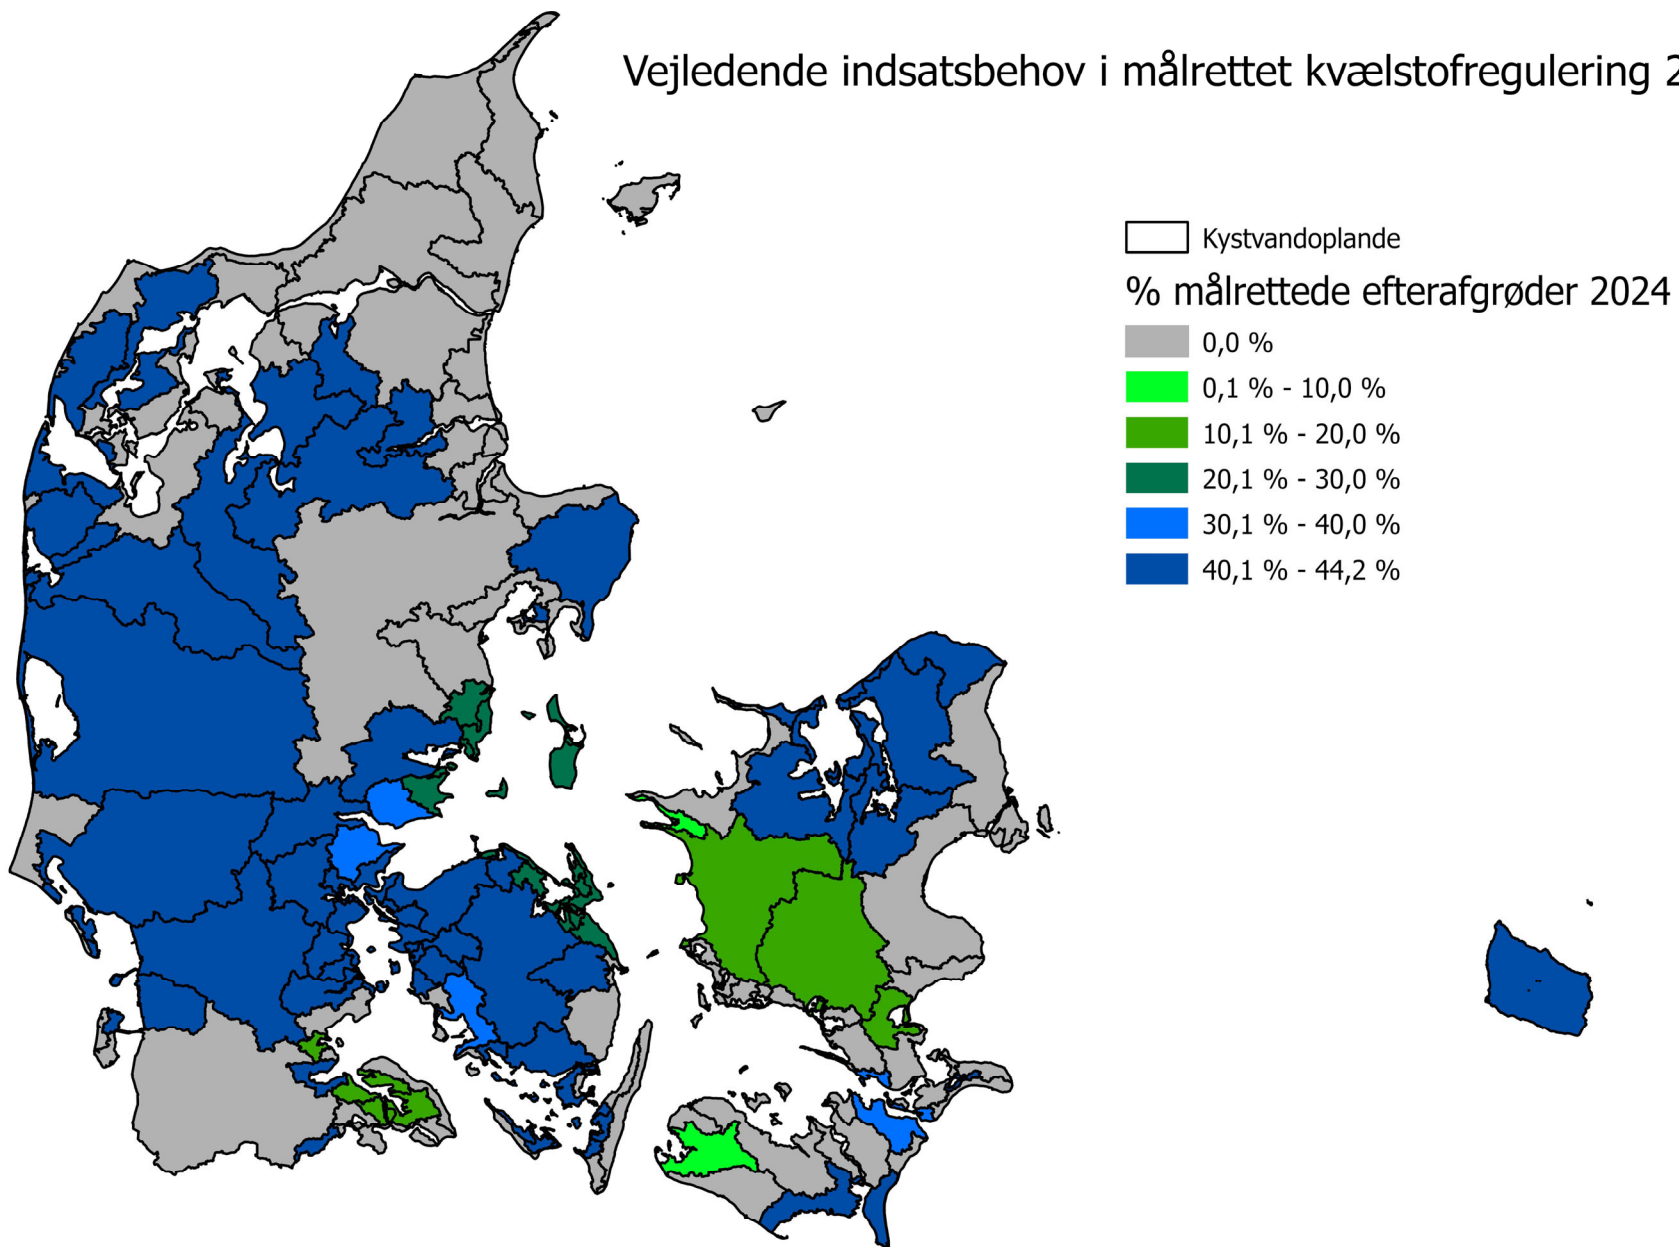 Vejledende indsatsbehov i målrettet kvælstofregulering 2
Kystvandoplande
% målrettede efterafgrøder 2024
0,0 %
0,1 % - 10,0 %
10,1 % - 20,0 %
20,1 % - 30,0 %
30,1 % - 40,0 %
40,1 % - 44,2 %